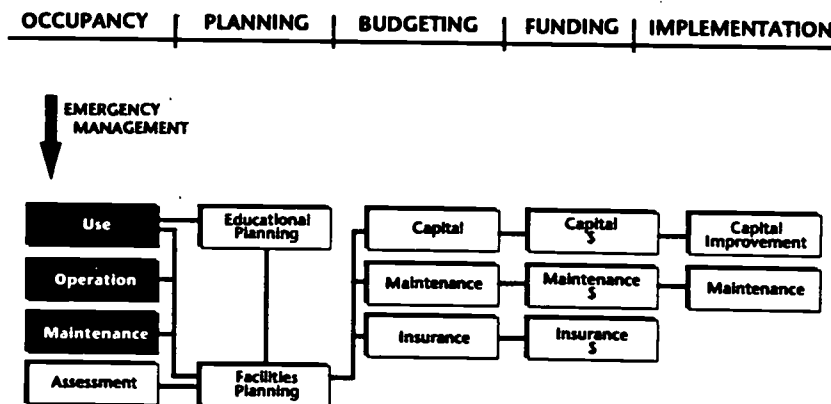 OCCUPANCY | PLANNING | BUDGETING | FUNDING | IMPLEMENTATION
EMERGENCY
MANAGEMENT
Use
Educational
Planning
Capital
Capital
$
Capital
Improvement
Operation
Maintenance
Maintenance
$
Maintenance
Maintenance
Insurance
Insurance
$
Assessment
Facilities
Planning